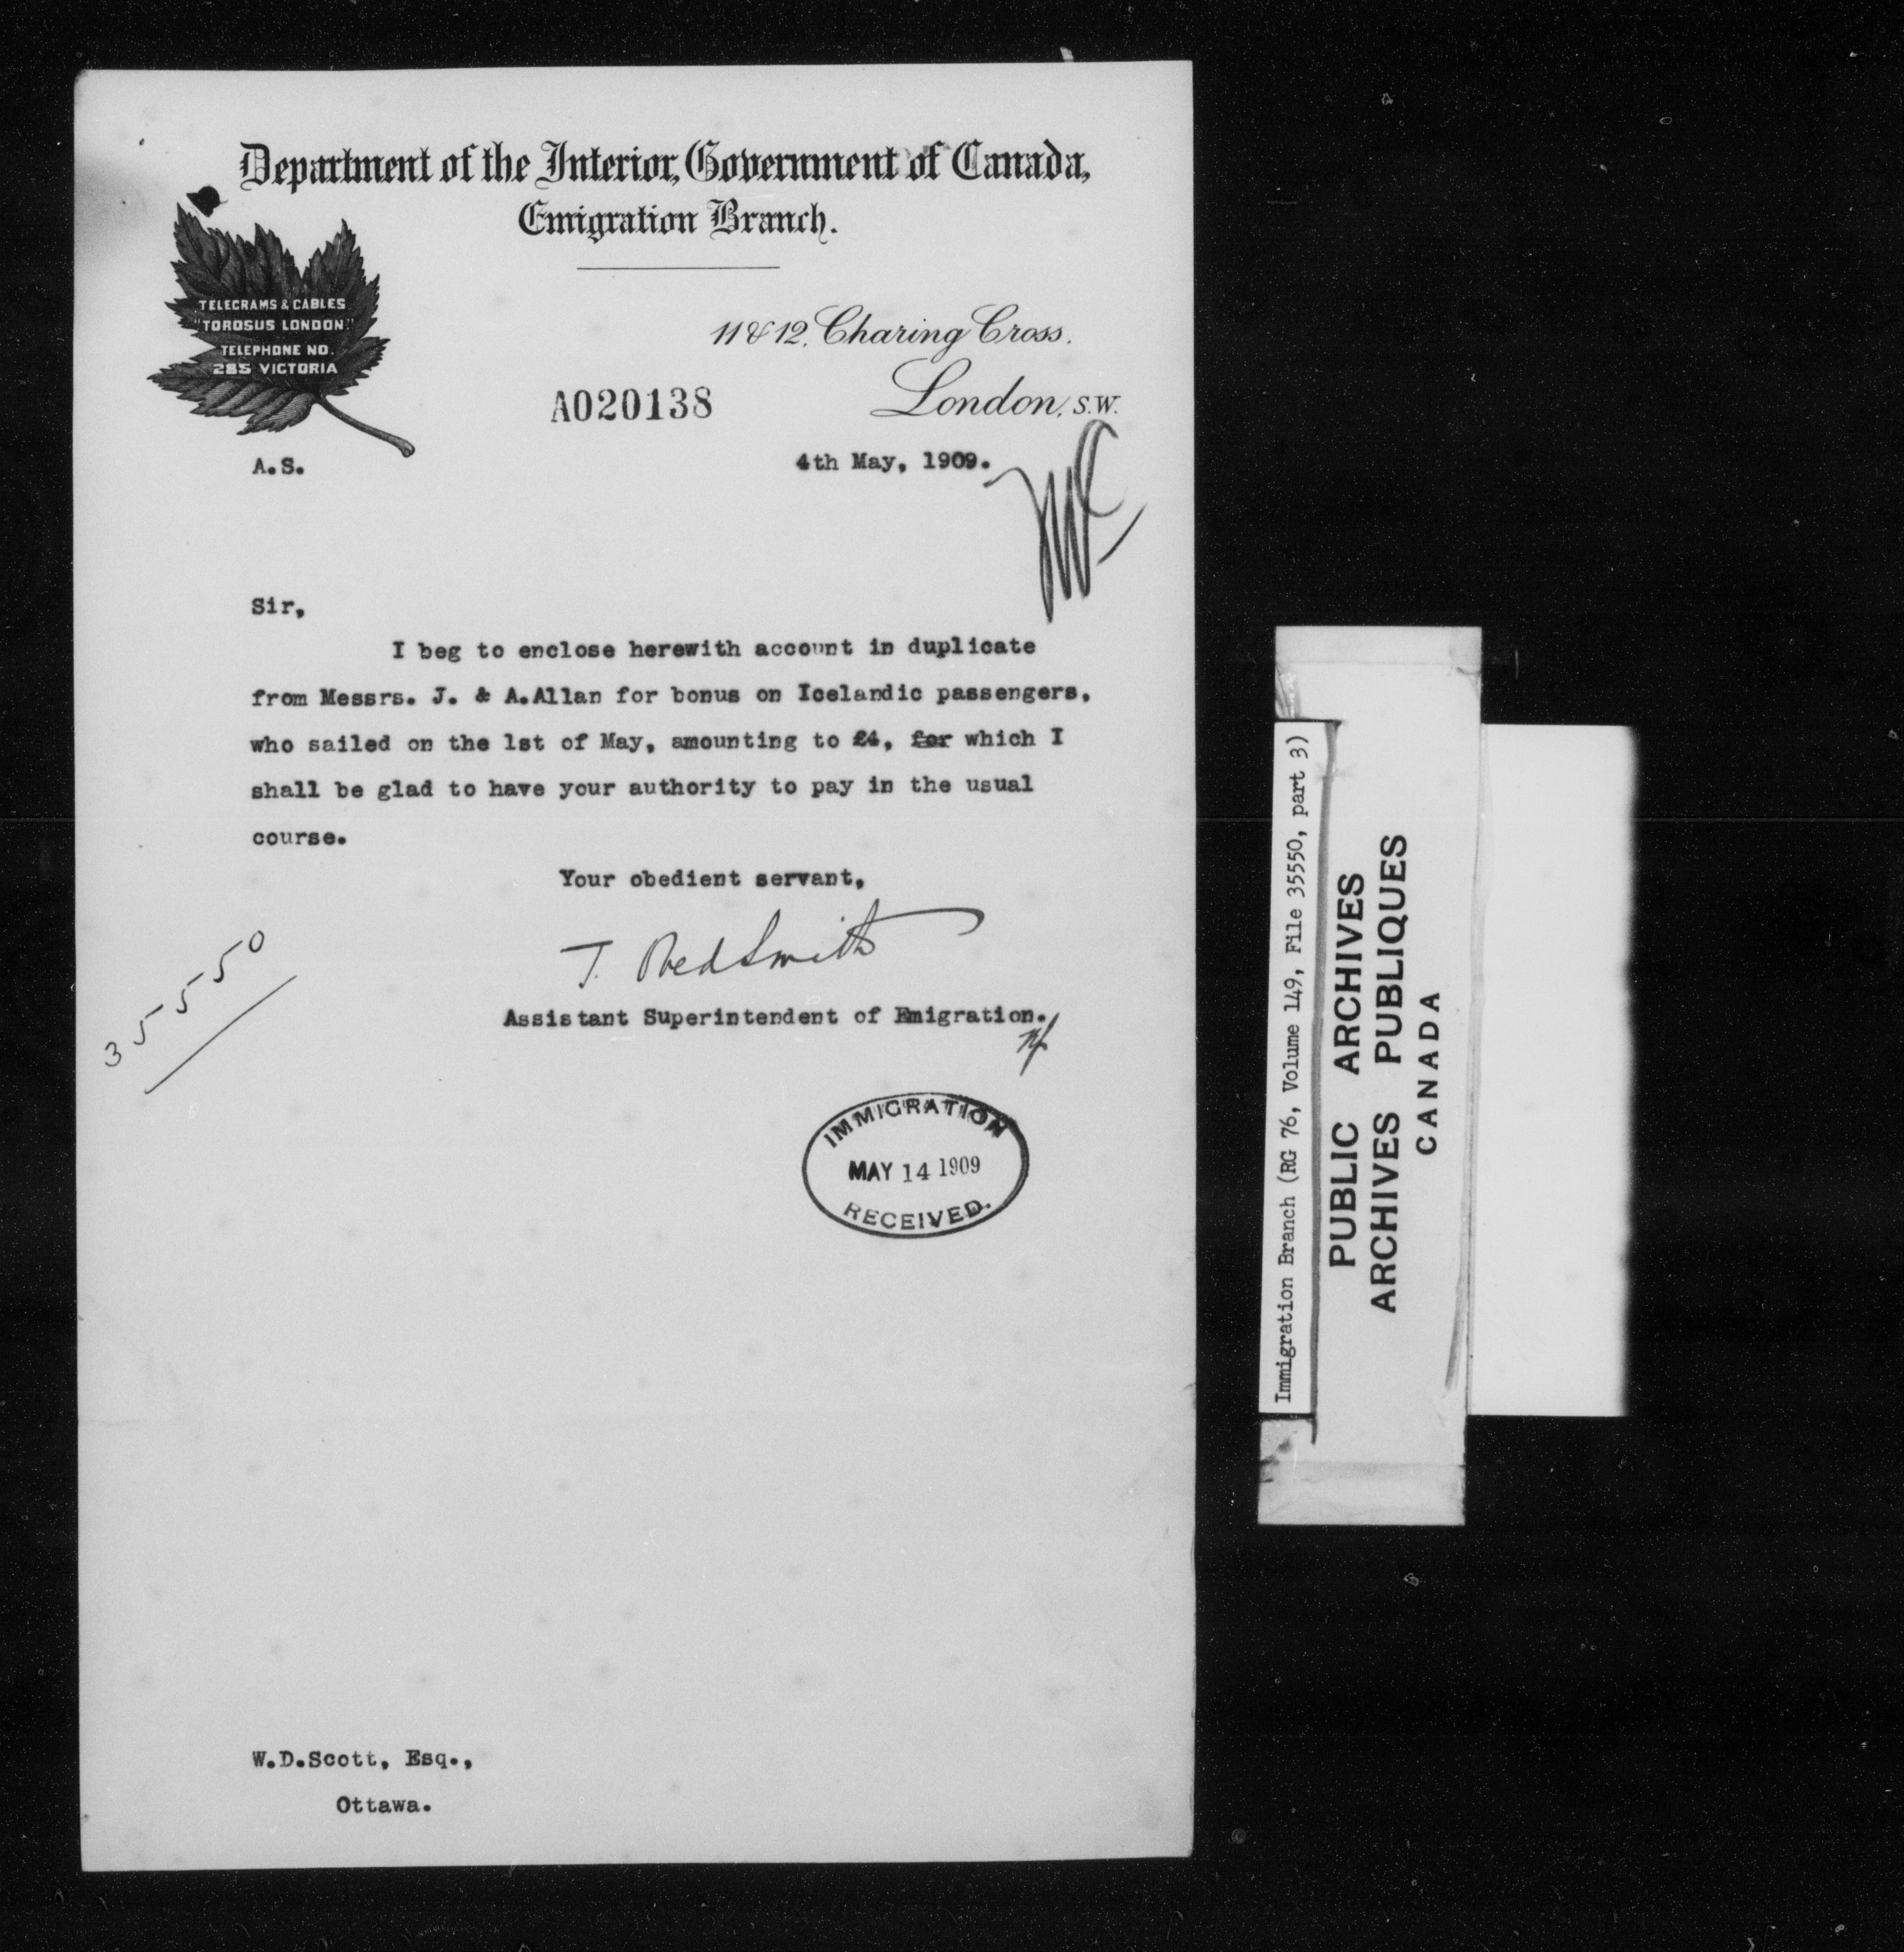 Department of the Interior, Government of Canada,
Emigration Branch.
TELEGRAMS & CABLES
"TOROSUS LONDON."
TELEPHONE NO.
285 VICTORIA
11 & 12, Charing Cross.
London, S.W.
A020138
A.S.
4th May, 1909.
Sir,
I beg to enclose herewith account in duplicate
from Messrs. J. & A.Allan for bonus on Icelandic passengers,
who sailed on the 1st of May, amounting to £4, for which I
shall be glad to have your authority to pay in the usual
course.
Your obedient servant,
T. Obed Smith
Assistant Superintendent of Emigration.
35550
IMMIGRATION
MAY 14 1909
RECEIVED.
W.D.Scott, Esq.,
Ottawa.
Immigration Branch (RG 76, Volume 149, File 35550, part 3)
PUBLIC ARCHIVES
ARCHIVES PUBLIQUES
CANADA